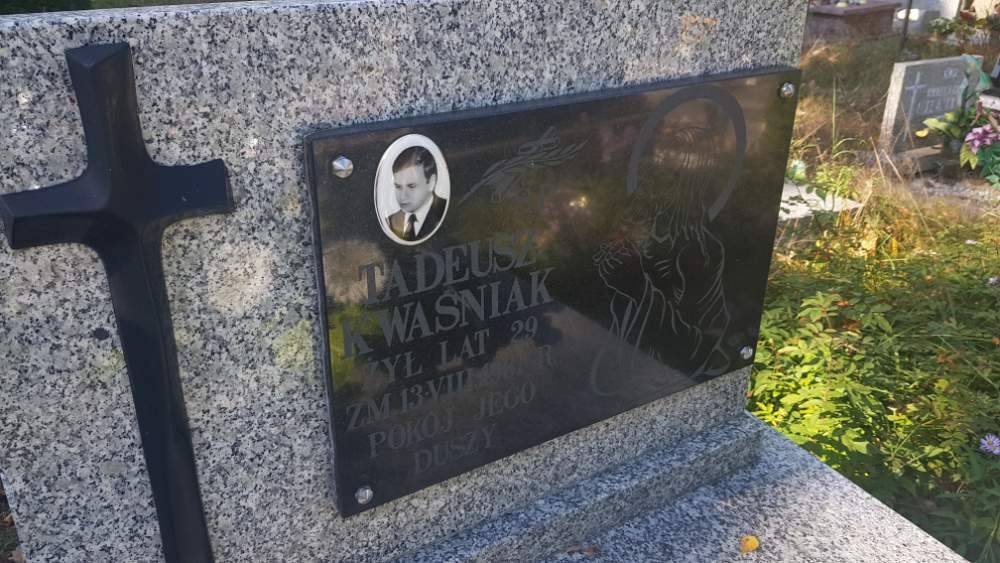 TADEUSZ
KWAŚNIAK
ŻYŁ LAT 29
ZM.13.VIII R
POKÓJ JEGO
DUSZY